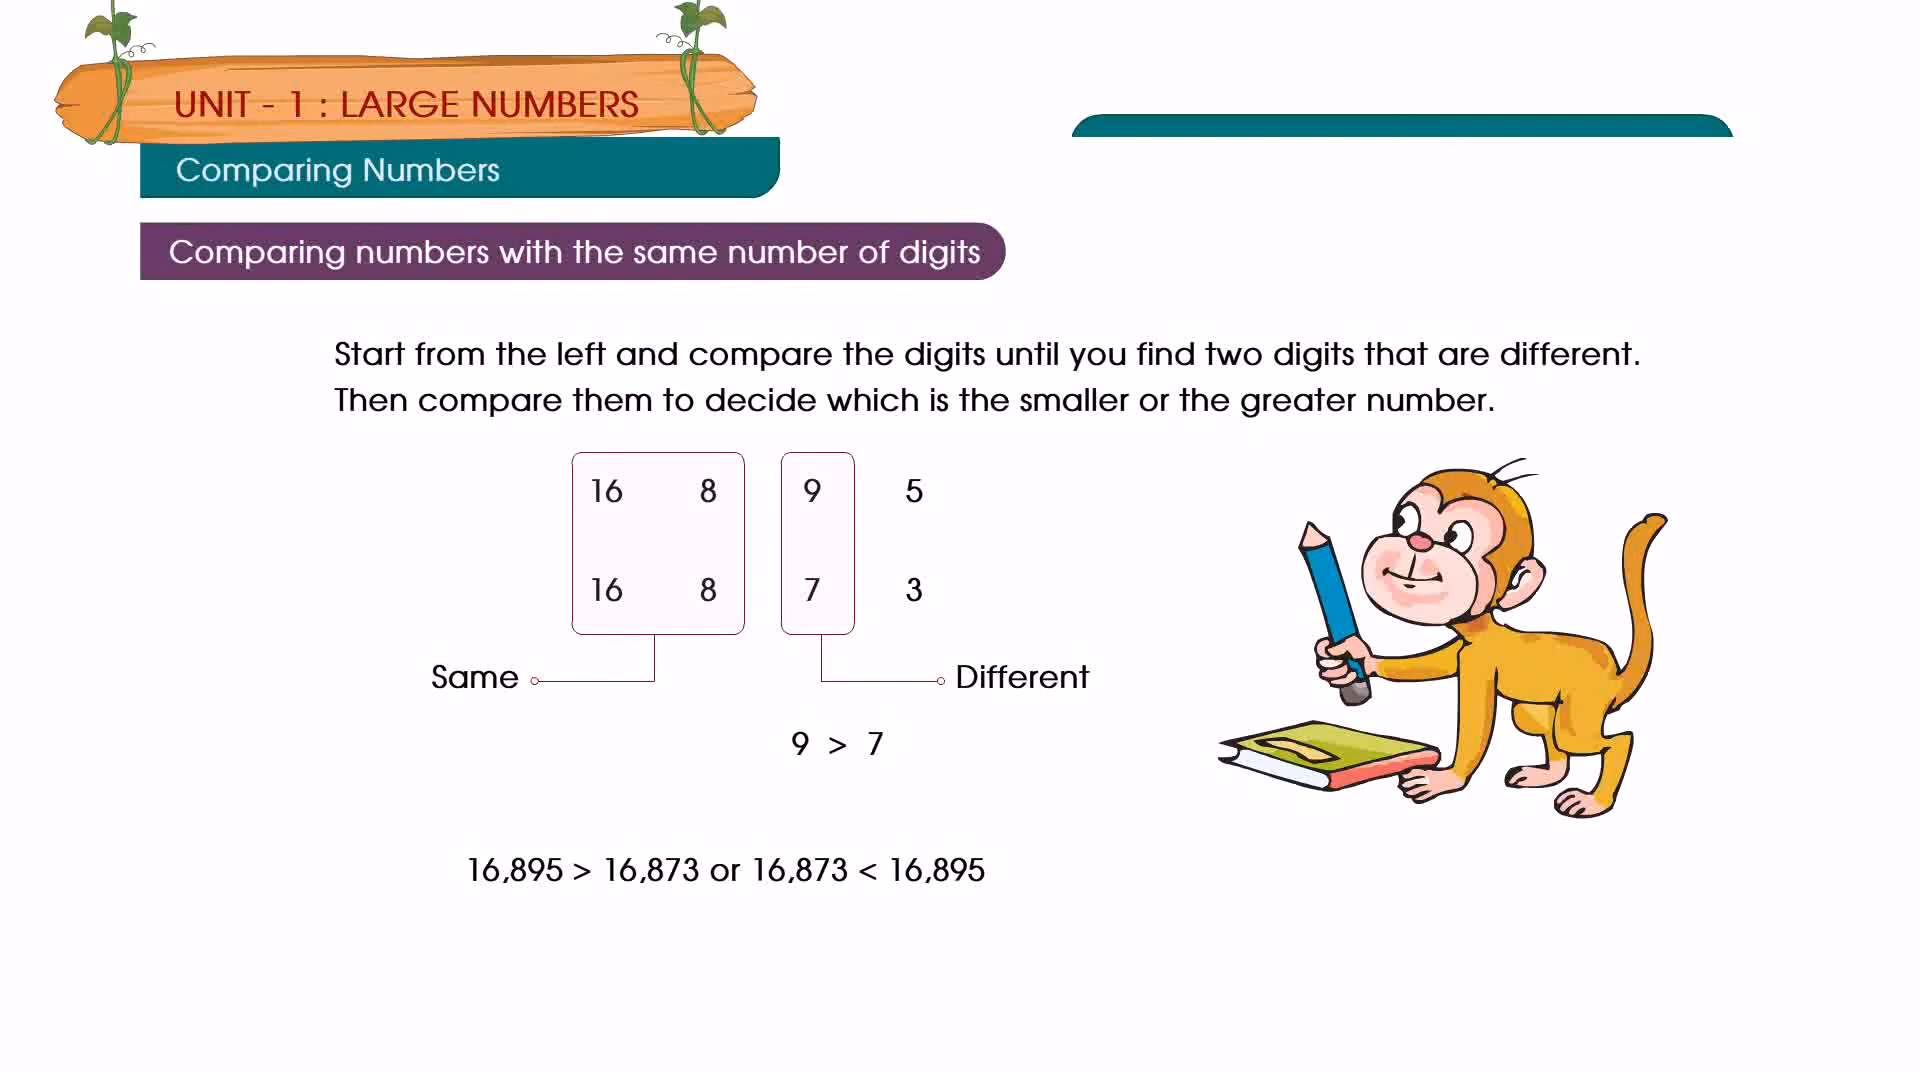 UNIT - 1 : LARGE NUMBERS
Comparing Numbers
Comparing numbers with the same number of digits
Start from the left and compare the digits until you find two digits that are different.
Then compare them to decide which is the smaller or the greater number.
16 8 9 5
16 8 7 3
Same Different
9 > 7
16,895 > 16,873 or 16,873 < 16,895